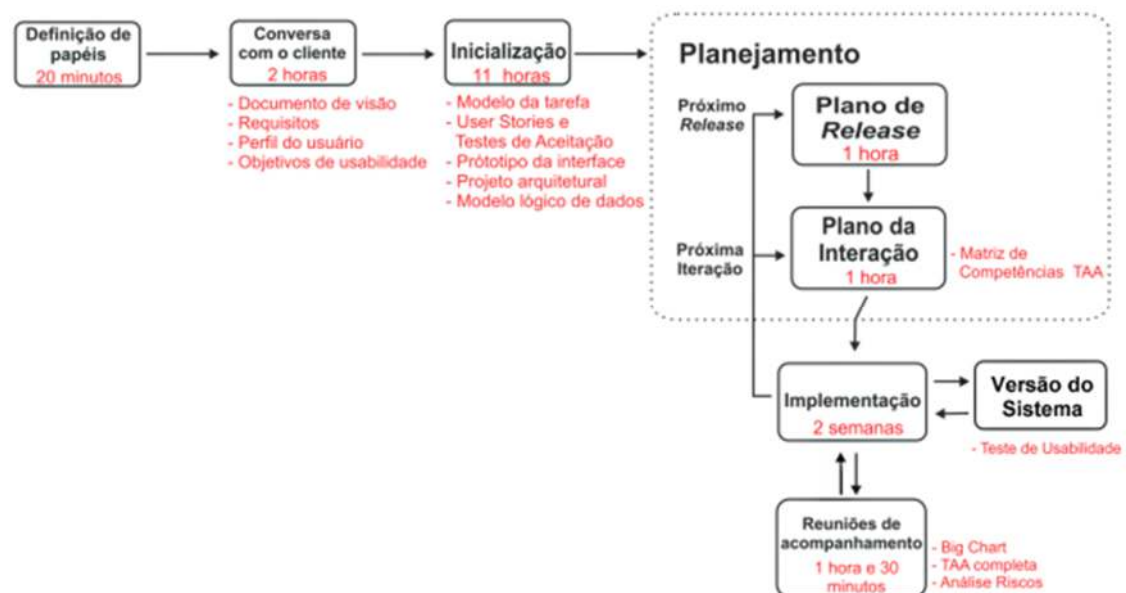 Definição de
papéis
20 minutos
Conversa
com o cliente
2 horas
- Documento de visão
- Requisitos
- Perfil do usuário
- Objetivos de usabilidade
Inicialização
11 horas
- Modelo da tarefa
- User Stories e
Testes de Aceitação
- Prótotipo da interface
- Projeto arquitetural
- Modelo lógico de dados
Planejamento
Próximo
Release
Plano de
Release
1 hora
Próxima
Iteração
Plano da
Interação
1 hora
- Matriz de
Competências TAA
Implementação
2 semanas
Versão do
Sistema
- Teste de Usabilidade
Reuniões de
acompanhamento
1 hora e 30
minutos
- Big Chart
- TAA completa
- Análise Riscos